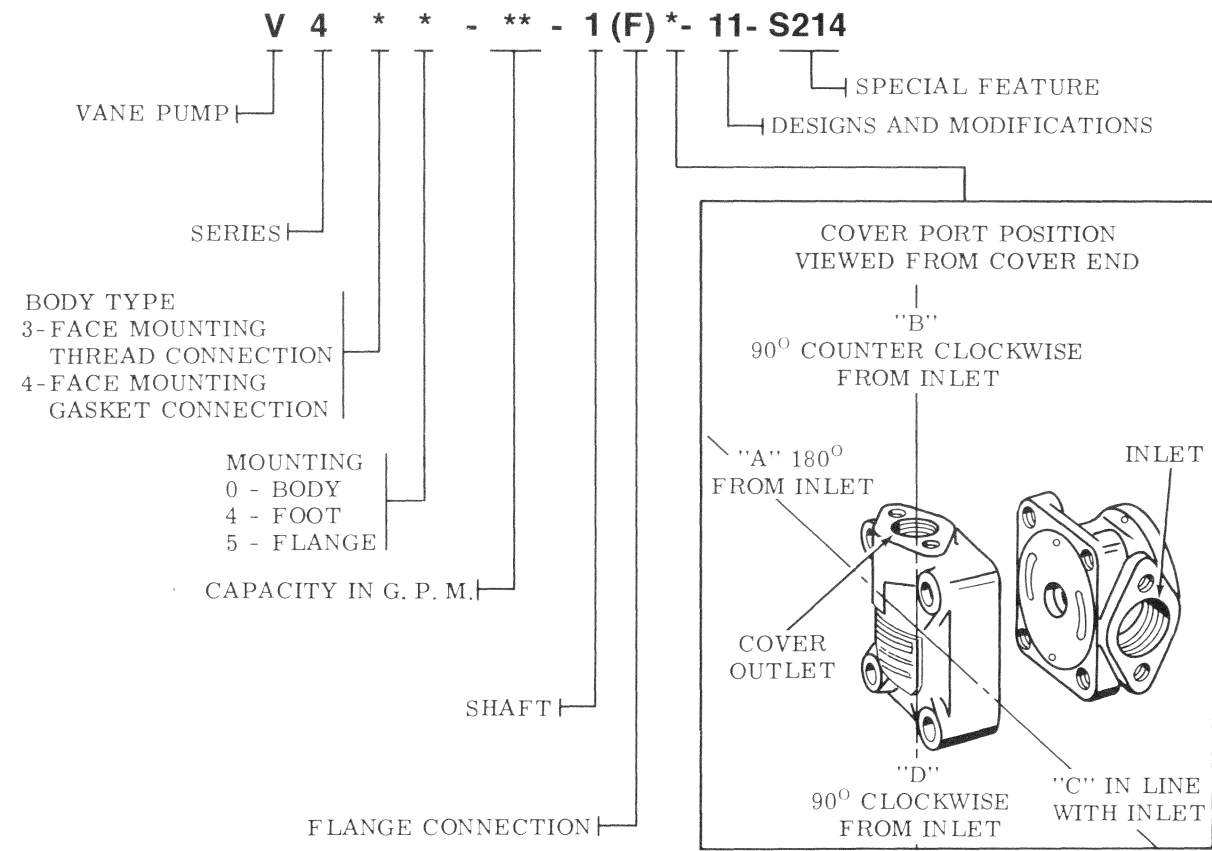 V 4 * * - ** - 1 (F) *- 11- S214
SPECIAL FEATURE
VANE PUMP
DESIGNS AND MODIFICATIONS
SERIES
BODY TYPE
3-FACE MOUNTING
THREAD CONNECTION
4-FACE MOUNTING
GASKET CONNECTION
MOUNTING
0 - BODY
4 - FOOT
5 - FLANGE
CAPACITY IN G. P. M.
SHAFT
FLANGE CONNECTION
COVER PORT POSITION
VIEWED FROM COVER END
"B"
90° COUNTER CLOCKWISE
FROM INLET
"A" 180°
FROM INLET
INLET
COVER
OUTLET
"D"
90° CLOCKWISE
FROM INLET
"C" IN LINE
WITH INLET